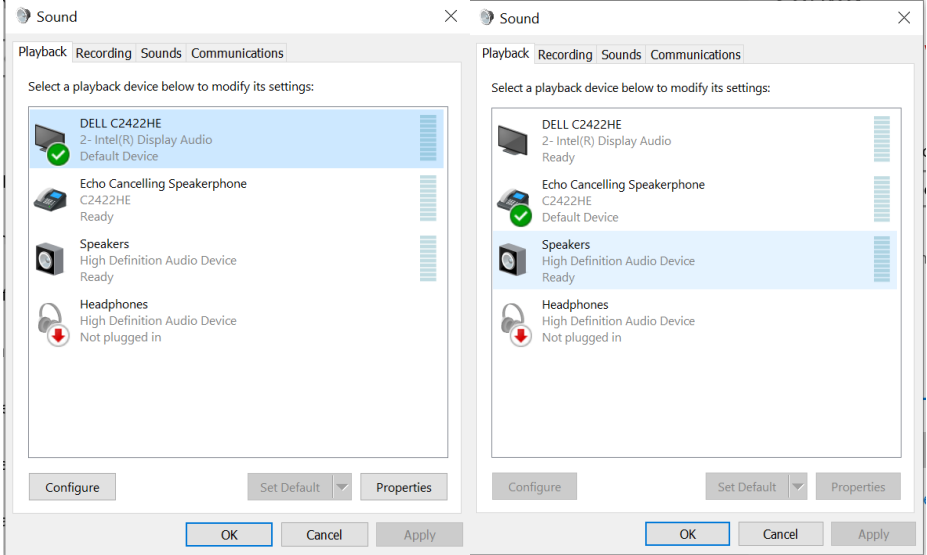 Sound
Playback Recording Sounds Communications
Select a playback device below to modify its settings:
DELL C2422HE
2- Intel(R) Display Audio
Default Device
Echo Cancelling Speakerphone
C2422HE
Ready
Speakers
High Definition Audio Device
Ready
Headphones
High Definition Audio Device
Not plugged in
Configure Set Default Properties
OK Cancel Apply
Sound
Playback Recording Sounds Communications
Select a playback device below to modify its settings:
DELL C2422HE
2- Intel(R) Display Audio
Ready
Echo Cancelling Speakerphone
C2422HE
Default Device
Speakers
High Definition Audio Device
Ready
Headphones
High Definition Audio Device
Not plugged in
Configure Set Default Properties
OK Cancel Apply